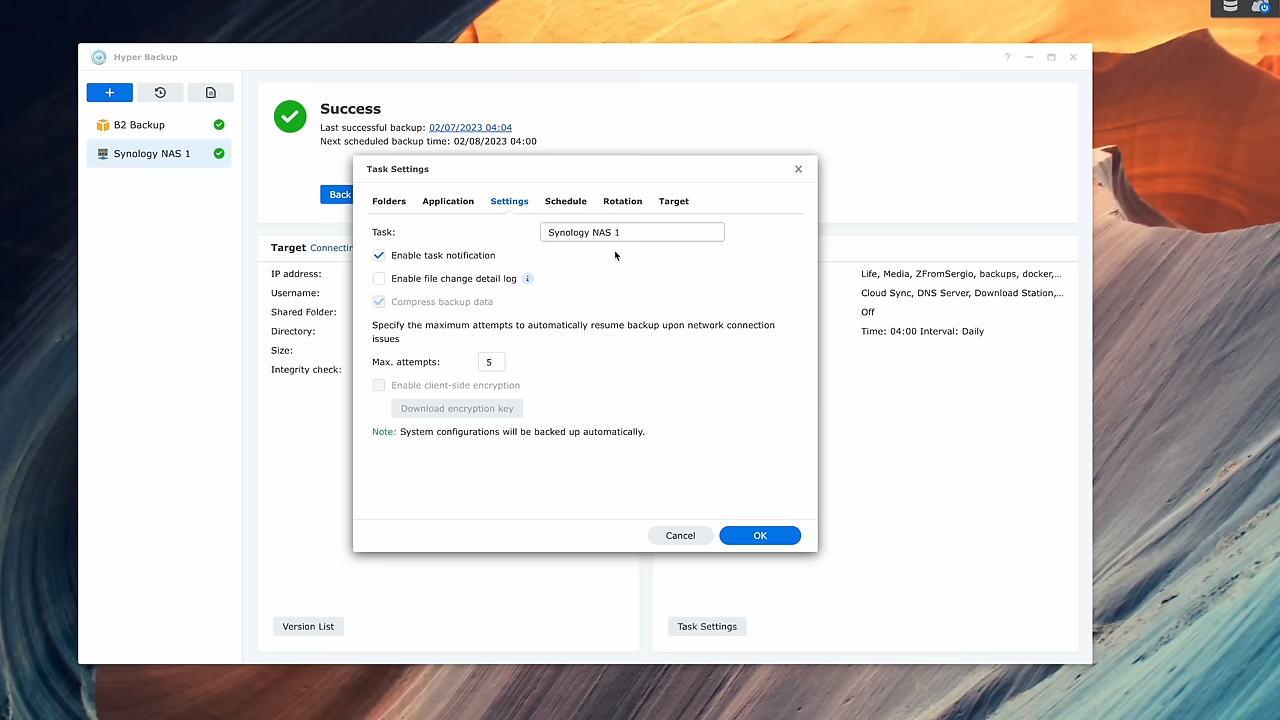 Hyper Backup
?
B2 Backup
Synology NAS 1
Success
Last successful backup: 02/07/2023 04:04
Next scheduled backup time: 02/08/2023 04:00
Back
Target Connectin
IP address:
Username:
Shared Folder:
Directory:
Size:
Integrity check:
Version List
Task Settings
Folders Application Settings Schedule Rotation Target
Task: Synology NAS 1
Enable task notification
Enable file change detail log i
Compress backup data
Specify the maximum attempts to automatically resume backup upon network connection
issues
Max. attempts: 5
Enable client-side encryption
Download encryption key
Note: System configurations will be backed up automatically.
Cancel OK
Life, Media, ZFromSergio, backups, docker,...
Cloud Sync, DNS Server, Download Station,...
Off
Time: 04:00 Interval: Daily
Task Settings